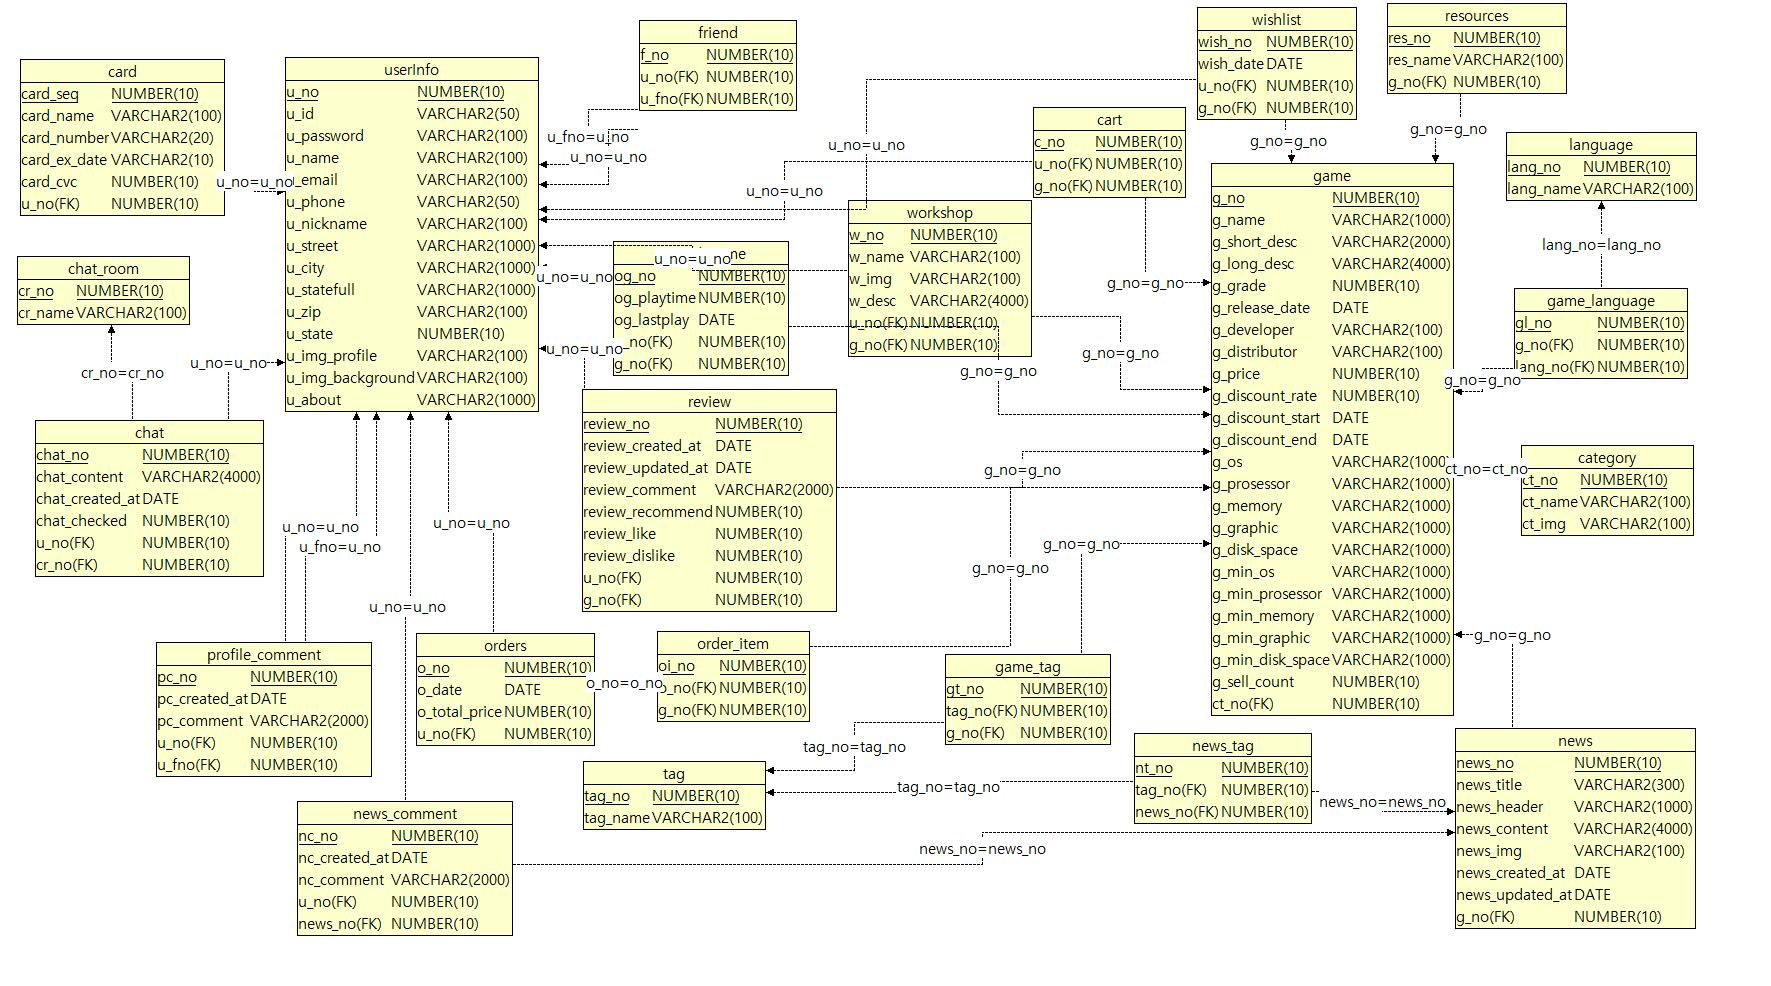 friend
f_no NUMBER(10)
u_no(FK) NUMBER(10)
u_fno(FK) NUMBER(10)
wishlist
wish_no NUMBER(10)
wish_date DATE
u_no(FK) NUMBER(10)
g_no(FK) NUMBER(10)
resources
res_no NUMBER(10)
res_name VARCHAR2(100)
g_no(FK) NUMBER(10)
card
card_seq NUMBER(10)
card_name VARCHAR2(100)
card_number VARCHAR2(20)
card_ex_date VARCHAR2(10)
card_cvc NUMBER(10)
u_no(FK) NUMBER(10)
u_no=u_no
userInfo
u_no NUMBER(10)
u_id VARCHAR2(50)
u_password VARCHAR2(100)
u_name VARCHAR2(100)
u_email VARCHAR2(100)
u_phone VARCHAR2(50)
u_nickname VARCHAR2(100)
u_street VARCHAR2(1000)
u_city VARCHAR2(1000)
u_statefull VARCHAR2(1000)
u_zip VARCHAR2(100)
u_state NUMBER(10)
u_img_profile VARCHAR2(100)
u_img_background VARCHAR2(100)
u_about VARCHAR2(1000)
u_fno=u_no
u_no=u_no
u_no=u_no
u_no=u_no
g_no=g_no
g_no=g_no
cart
c_no NUMBER(10)
u_no(FK) NUMBER(10)
g_no(FK) NUMBER(10)
g_no=g_no
language
lang_no NUMBER(10)
lang_name VARCHAR2(100)
lang_no=lang_no
game_language
gl_no NUMBER(10)
g_no(FK) NUMBER(10)
lang_no(FK) NUMBER(10)
g_no=g_no
workshop
w_no NUMBER(10)
w_name VARCHAR2(100)
w_img VARCHAR2(100)
w_desc VARCHAR2(4000)
u_no(FK) NUMBER(10)
g_no(FK) NUMBER(10)
u_no=u_no
g_no=g_no
og_no NUMBER(10)
og_playtime NUMBER(10)
og_lastplay DATE
_no(FK) NUMBER(10)
g_no(FK) NUMBER(10)
u_no=u_no
g_no=g_no
game
g_no NUMBER(10)
g_name VARCHAR2(1000)
g_short_desc VARCHAR2(2000)
g_long_desc VARCHAR2(4000)
g_grade NUMBER(10)
g_release_date DATE
g_developer VARCHAR2(100)
g_distributor VARCHAR2(100)
g_price NUMBER(10)
g_discount_rate NUMBER(10)
g_discount_start DATE
g_discount_end DATE
g_os VARCHAR2(1000
g_prosessor VARCHAR2(1000)
g_memory VARCHAR2(1000)
g_graphic VARCHAR2(1000)
g_disk_space VARCHAR2(1000)
g_min_os VARCHAR2(1000)
g_min_prosessor VARCHAR2(1000)
g_min_memory VARCHAR2(1000)
g_min_graphic VARCHAR2(1000)
g_min_disk_space VARCHAR2(1000)
g_sell_count NUMBER(10)
ct_no(FK) NUMBER(10)
ct_no=ct_no
category
ct_no NUMBER(10)
ct_name VARCHAR2(100)
ct_img VARCHAR2(100)
chat_room
cr_no NUMBER(10)
cr_name VARCHAR2(100)
cr_no=cr_no
u_no=u_no
chat
chat_no NUMBER(10)
chat_content VARCHAR2(4000)
chat_created_at DATE
chat_checked NUMBER(10)
u_no(FK) NUMBER(10)
cr_no(FK) NUMBER(10)
u_no=u_no
review
review_no NUMBER(10)
review_created_at DATE
review_updated_at DATE
review_comment VARCHAR2(2000)
review_recommend NUMBER(10)
review_like NUMBER(10)
review_dislike NUMBER(10)
u_no(FK) NUMBER(10)
g_no(FK) NUMBER(10)
g_no=g_no
g_no=g_no
g_no=g_no
u_no=u_no
u_fno=u_no
u_no=u_no
u_no=u_no
profile_comment
pc_no NUMBER(10)
pc_created_at DATE
pc_comment VARCHAR2(2000)
u_no(FK) NUMBER(10)
u_fno(FK) NUMBER(10)
orders
o_no NUMBER(10)
o_date DATE
o_total_price NUMBER(10)
u_no(FK) NUMBER(10)
o_no=o_no
order_item
oi_no NUMBER(10)
o_no(FK) NUMBER(10)
g_no(FK) NUMBER(10)
game_tag
gt_no NUMBER(10)
tag_no(FK) NUMBER(10)
g_no(FK) NUMBER(10)
tag_no=tag_no
g_no=g_no
tag
tag_no NUMBER(10)
tag_name VARCHAR2(100)
tag_no=tag_no
news_tag
nt_no NUMBER(10)
tag_no(FK) NUMBER(10)
news_no(FK) NUMBER(10)
news_no=news_no
news
news_no NUMBER(10)
news_title VARCHAR2(300)
news_header VARCHAR2(1000)
news_content VARCHAR2(4000)
news_img VARCHAR2(100)
news_created_at DATE
news_updated_at DATE
g_no(FK) NUMBER(10)
news_comment
nc_no NUMBER(10)
nc_created_at DATE
nc_comment VARCHAR2(2000)
u_no(FK) NUMBER(10)
news_no(FK) NUMBER(10)
news_no=news_no